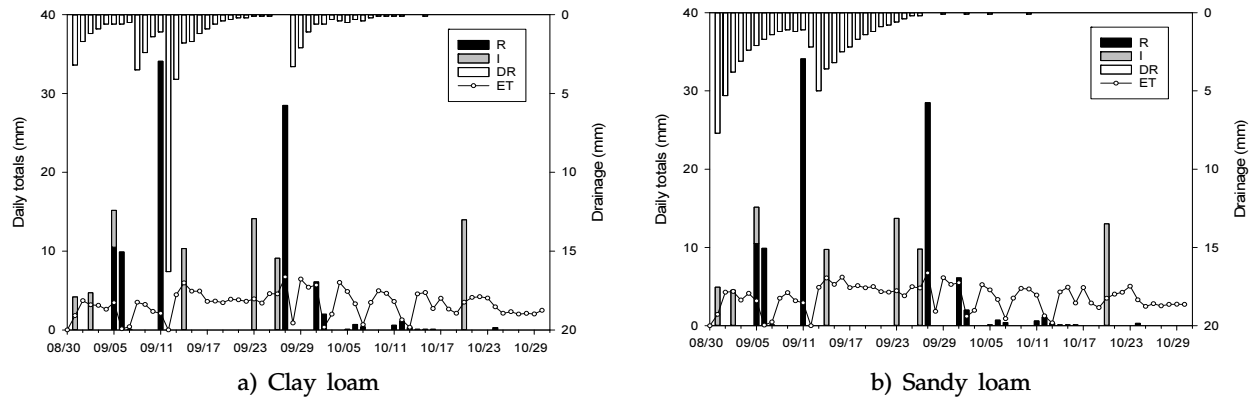 40
30
20
10
0
Daily totals (mm)
0
5
10
15
20
Drainage (mm)
R
I
DR
ET
08/30 09/05 09/11 09/17 09/23 09/29 10/05 10/11 10/17 10/23 10/29
a) Clay loam
40
30
20
10
0
Daily totals (mm)
0
5
10
15
20
Drainage (mm)
R
I
DR
ET
08/30 09/05 09/11 09/17 09/23 09/29 10/05 10/11 10/17 10/23 10/29
b) Sandy loam